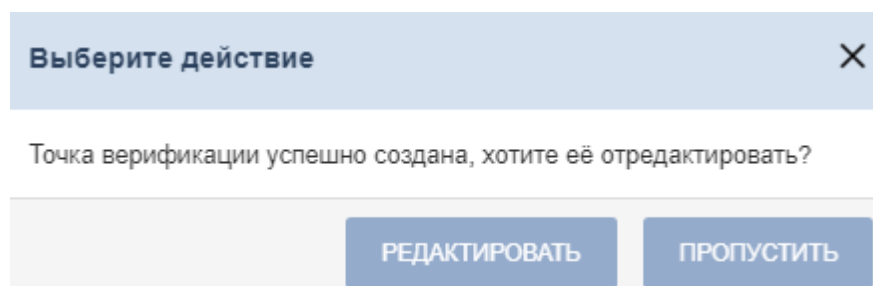 Выберите действие
Точка верификации успешно создана, хотите её отредактировать?
РЕДАКТИРОВАТЬ ПРОПУСТИТЬ